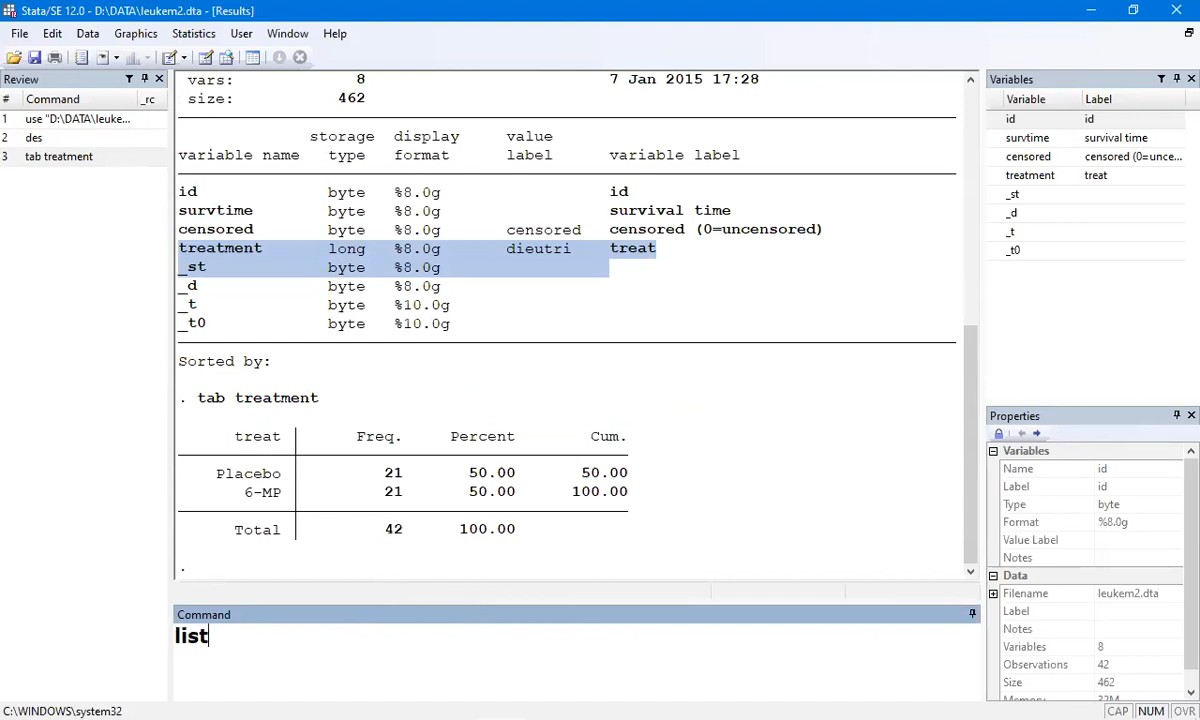 Stata/SE 12.0 - D:\DATA\leukem2.dta - [Results]
File Edit Data Graphics Statistics User Window Help
Review
# Command _rc
1 use "D:\DATA\leuke...
2 des
3 tab treatment
vars: 8 7 Jan 2015 17:28
size: 462
storage display value
variable name type format label variable label
id byte %8.0g id
survtime byte %8.0g survival time
censored byte %8.0g censored censored (0=uncensored)
treatment long %8.0g dieutri treat
_st byte %8.0g
_d byte %8.0g
_t byte %10.0g
_t0 byte %10.0g
Sorted by:
. tab treatment
treat Freq. Percent Cum.
Placebo 21 50.00 50.00
6-MP 21 50.00 100.00
Total 42 100.00
.
Command
list
Variables
Variable Label
id id
survtime survival time
censored censored (0=unce...
treatment treat
_st
_d
_t
_t0
Properties
Variables
Name id
Label id
Type byte
Format %8.0g
Value Label
Notes
Data
Filename leukem2.dta
Label
Notes
Variables 8
Observations 42
Size 462
Memory 32M
C:\WINDOWS\system32
CAP NUM OVR